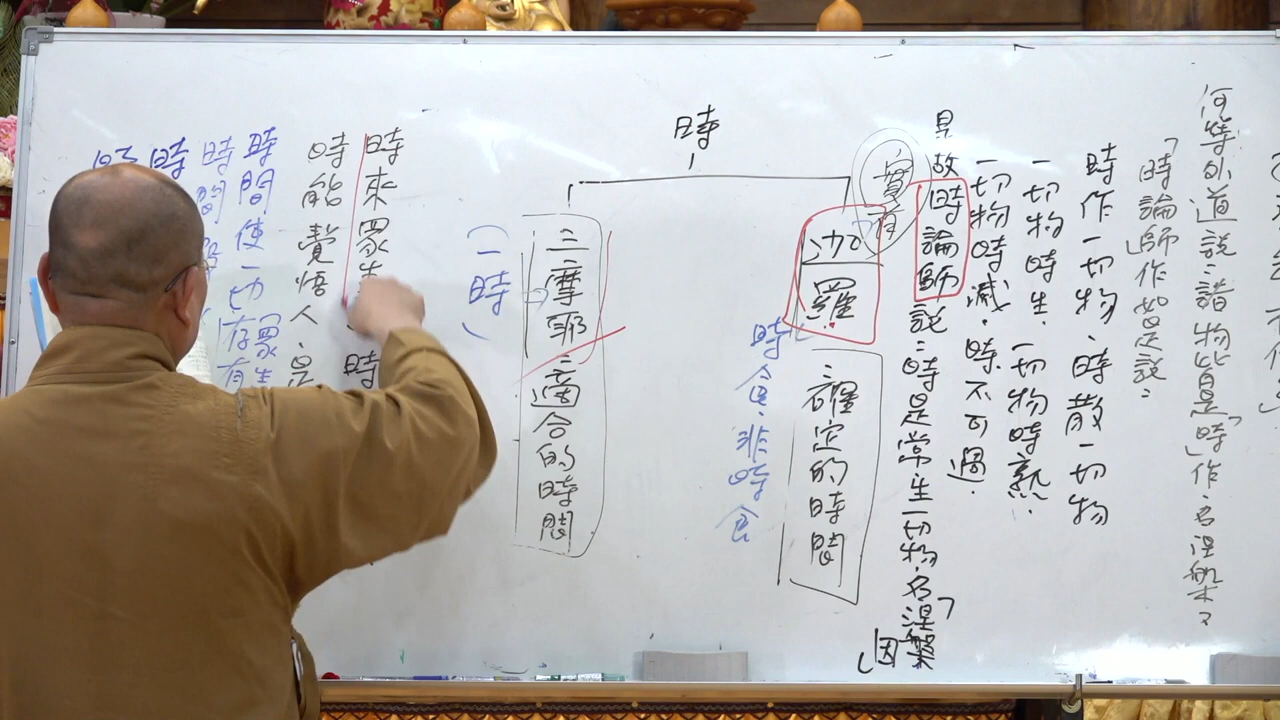 何等外道說：諸物皆是「時」作，名涅槃？
「時論師」作如是說：
時作一切物、時散一切物
一切物時生．一切物時熟．
一切物時滅．時不可過．
見故時論師說：時是常生一切物，名涅槃
「因
實有
時
迦羅
確定的時間
時食．非時食
三摩耶：適合的時間
（一時）
時來眾生
時
時能覺悟人．是
時間使一切眾生
存有
時間
時